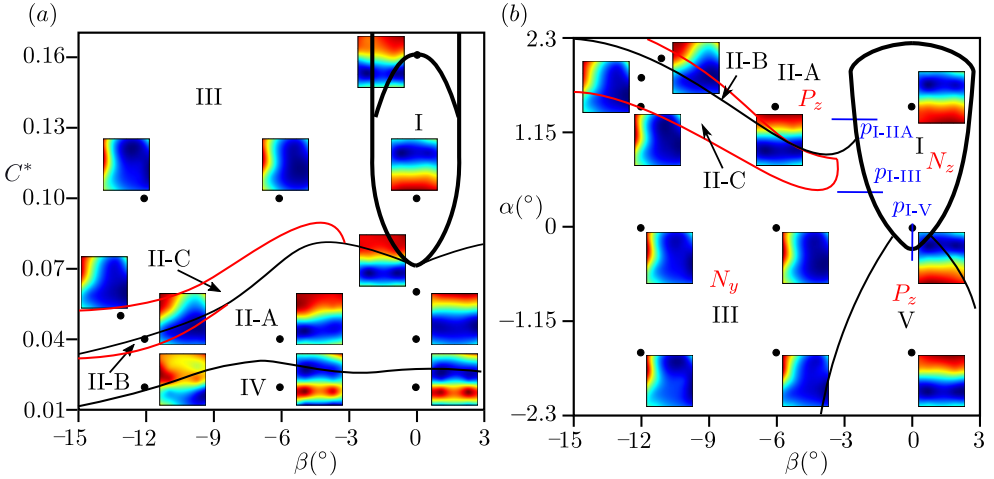 (a)
0.16
0.13
C*
0.10
0.07
0.04
0.01
III
I
II-C
II-A
II-B
IV
−15
−12
−9
−6
−3
0
3
β(°)
(b)
2.3
1.15
α(°)
0
−1.15
−2.3
II-B
II-A
P_z
p_I-IIA
I
N_z
II-C
p_I-III
p_I-V
N_y
III
P_z
V
−15
−12
−9
−6
−3
0
3
β(°)